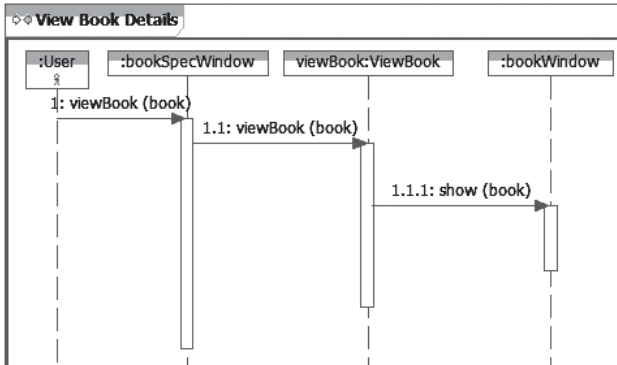 View Book Details
:User
:bookSpecWindow
viewBook:ViewBook
:bookWindow
1: viewBook (book)
1.1: viewBook (book)
1.1.1: show (book)